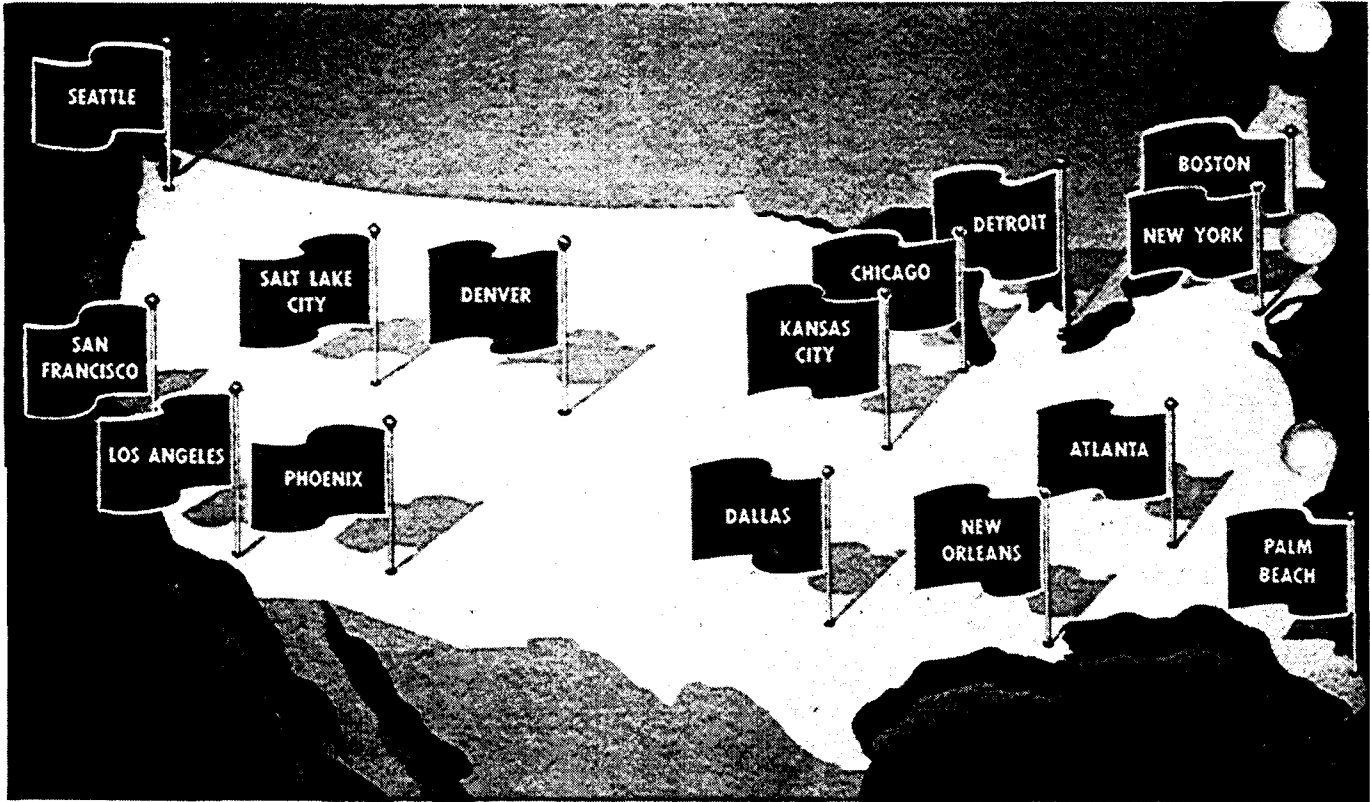 SEATTLE
BOSTON
DETROIT
NEW YORK
SALT LAKE
CITY
DENVER
CHICAGO
KANSAS
CITY
SAN
FRANCISCO
LOS ANGELES
PHOENIX
ATLANTA
DALLAS
NEW
ORLEANS
PALM
BEACH